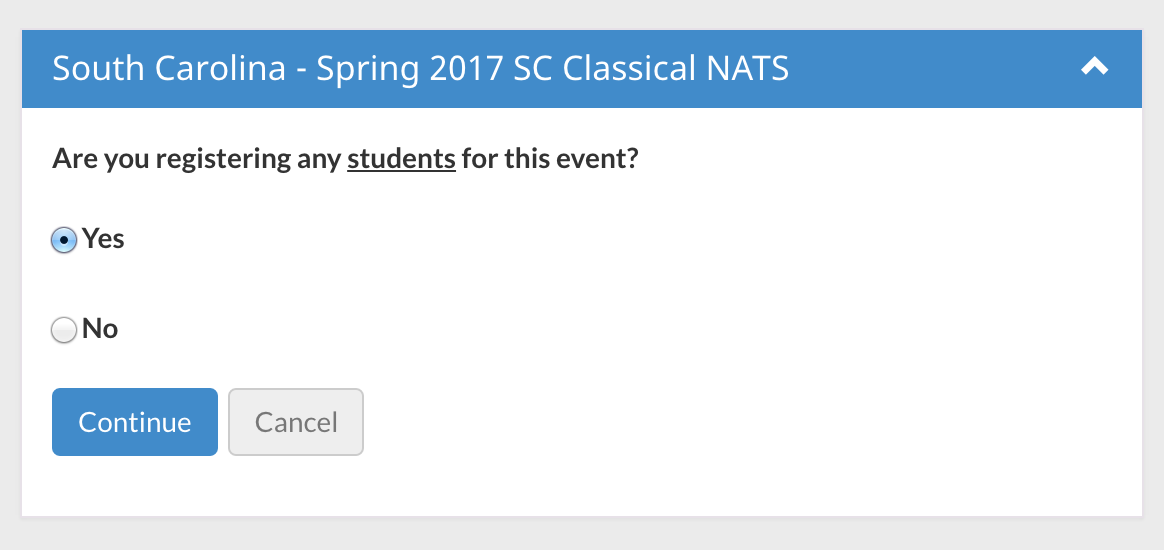 South Carolina - Spring 2017 SC Classical NATS
Are you registering any students for this event?
Yes
No
Continue Cancel